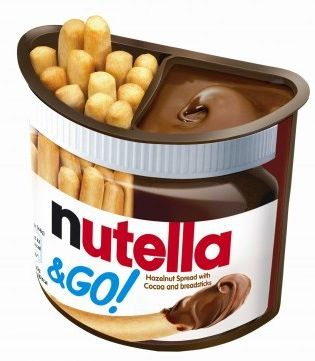 nutella
&GO!
Hazelnut Spread with
Cocoa and breadsticks